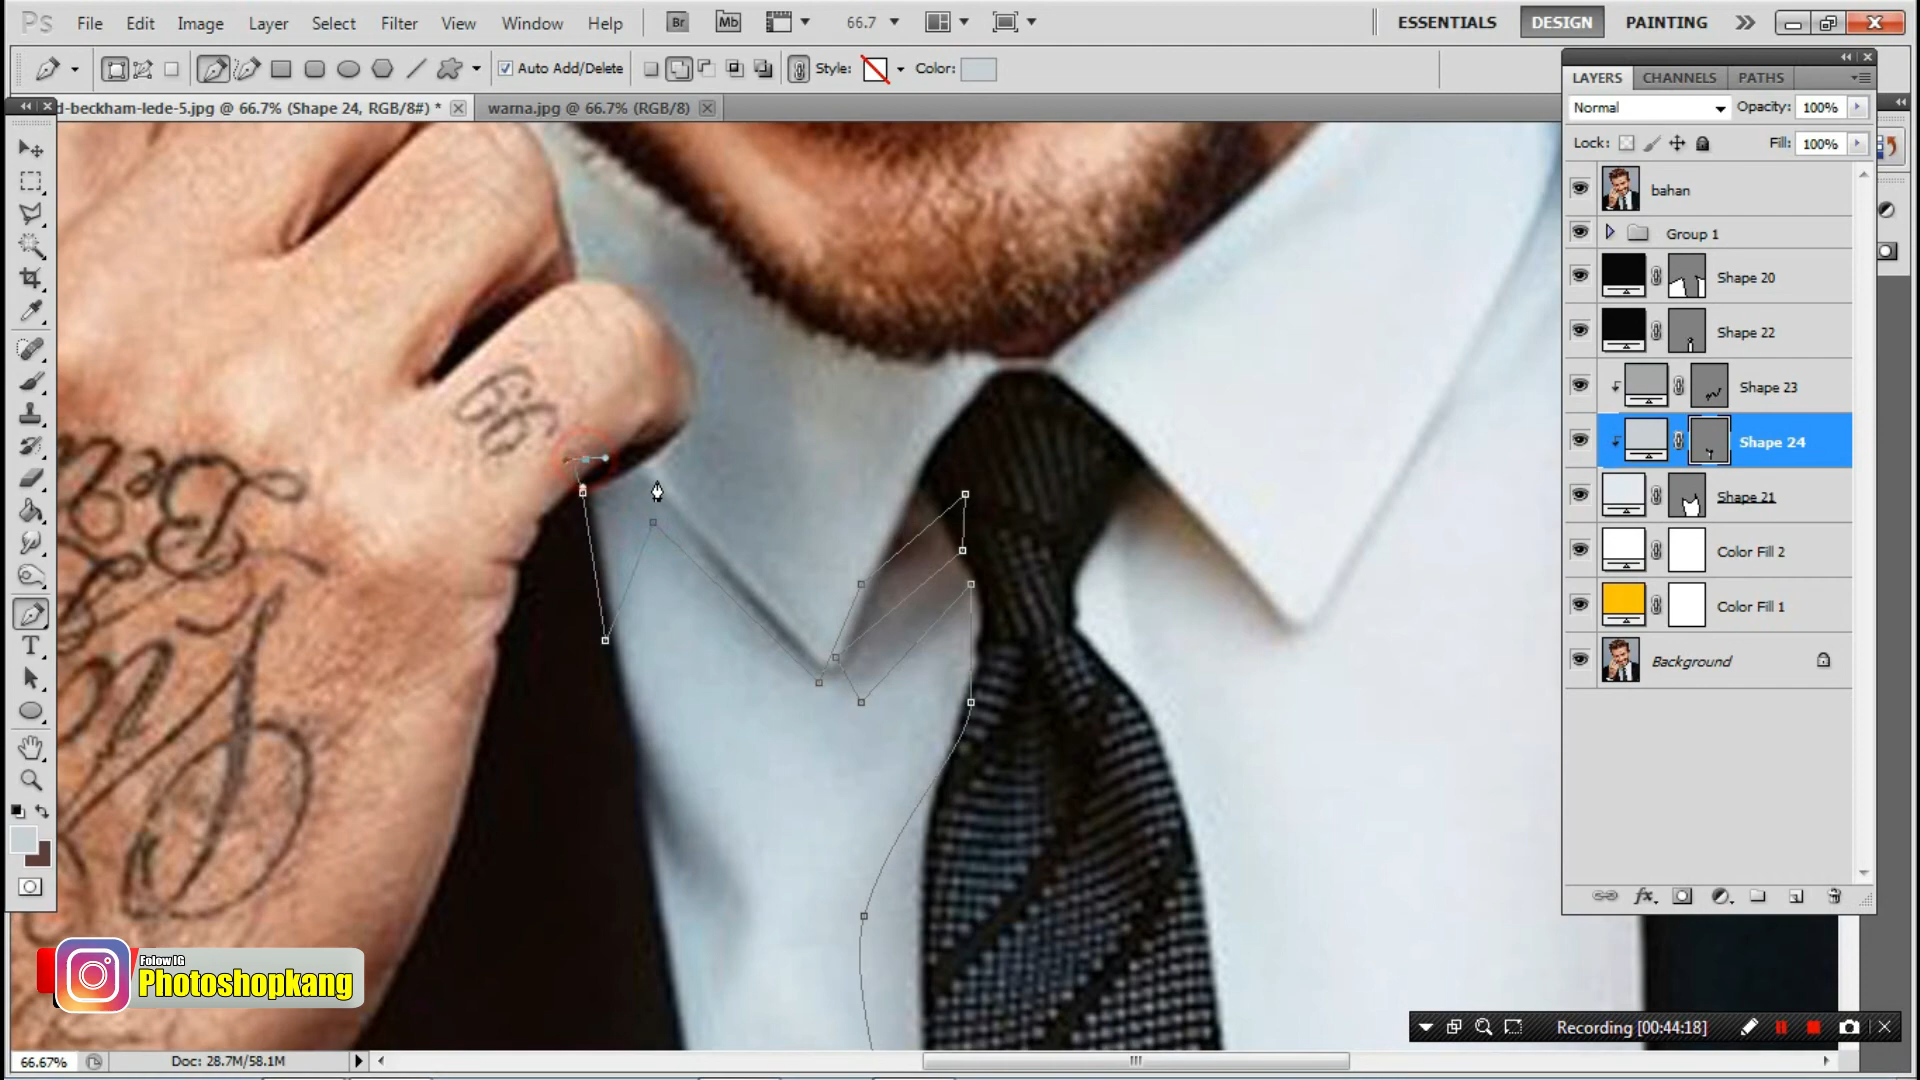 Ps File Edit Image Layer Select Filter View Window Help Br Mb 66.7 ESSENTIALS DESIGN PAINTING
Auto Add/Delete Style: Color:
d-beckham-lede-5.jpg @ 66.7% (Shape 24, RGB/8#) * warna.jpg @ 66.7% (RGB/8)
LAYERS CHANNELS PATHS
Normal Opacity: 100%
Lock: Fill: 100%
bahan
Group 1
Shape 20
Shape 22
Shape 23
Shape 24
Shape 21
Color Fill 2
Color Fill 1
Background
99
Folow IG
Photoshopkang
Recording [00:44:18]
66.67% Doc: 28.7M/58.1M